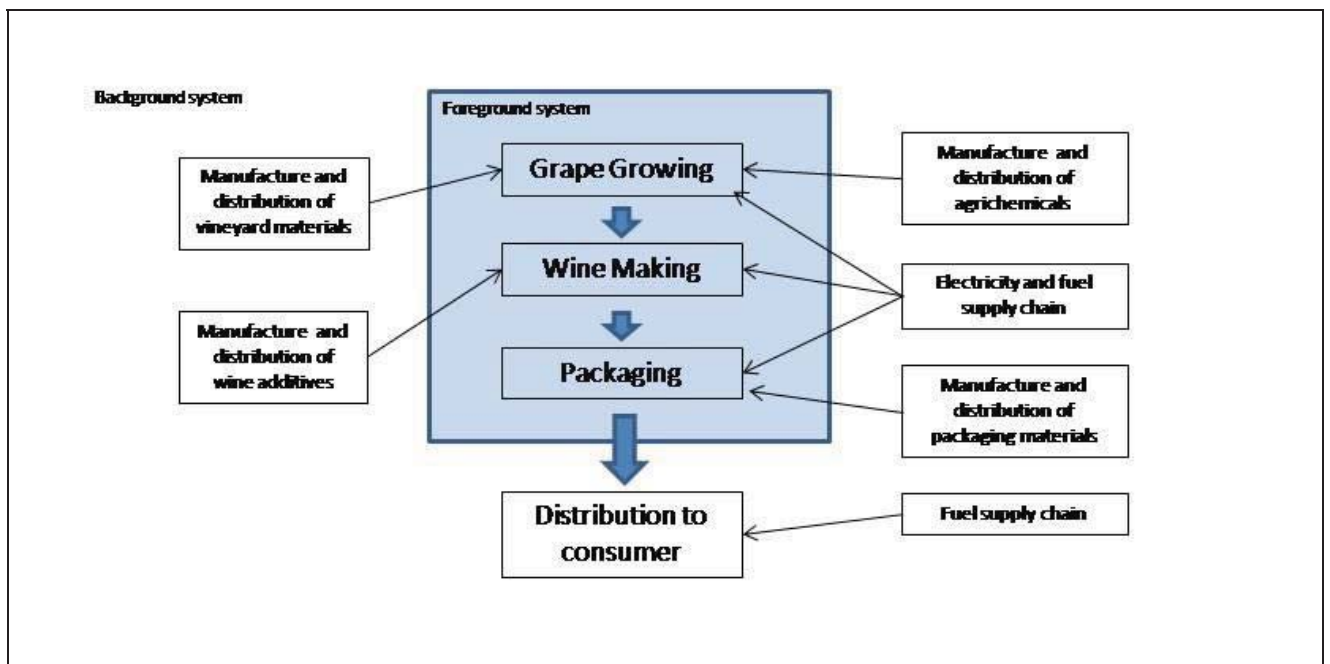 Background system
Foreground system
Grape Growing
Manufacture and
distribution of
vineyard materials
Manufacture and
distribution of
agrichemicals
Wine Making
Electricity and fuel
supply chain
Manufacture and
distribution of
wine additives
Packaging
Manufacture and
distribution of
packaging materials
Distribution to
consumer
Fuel supply chain